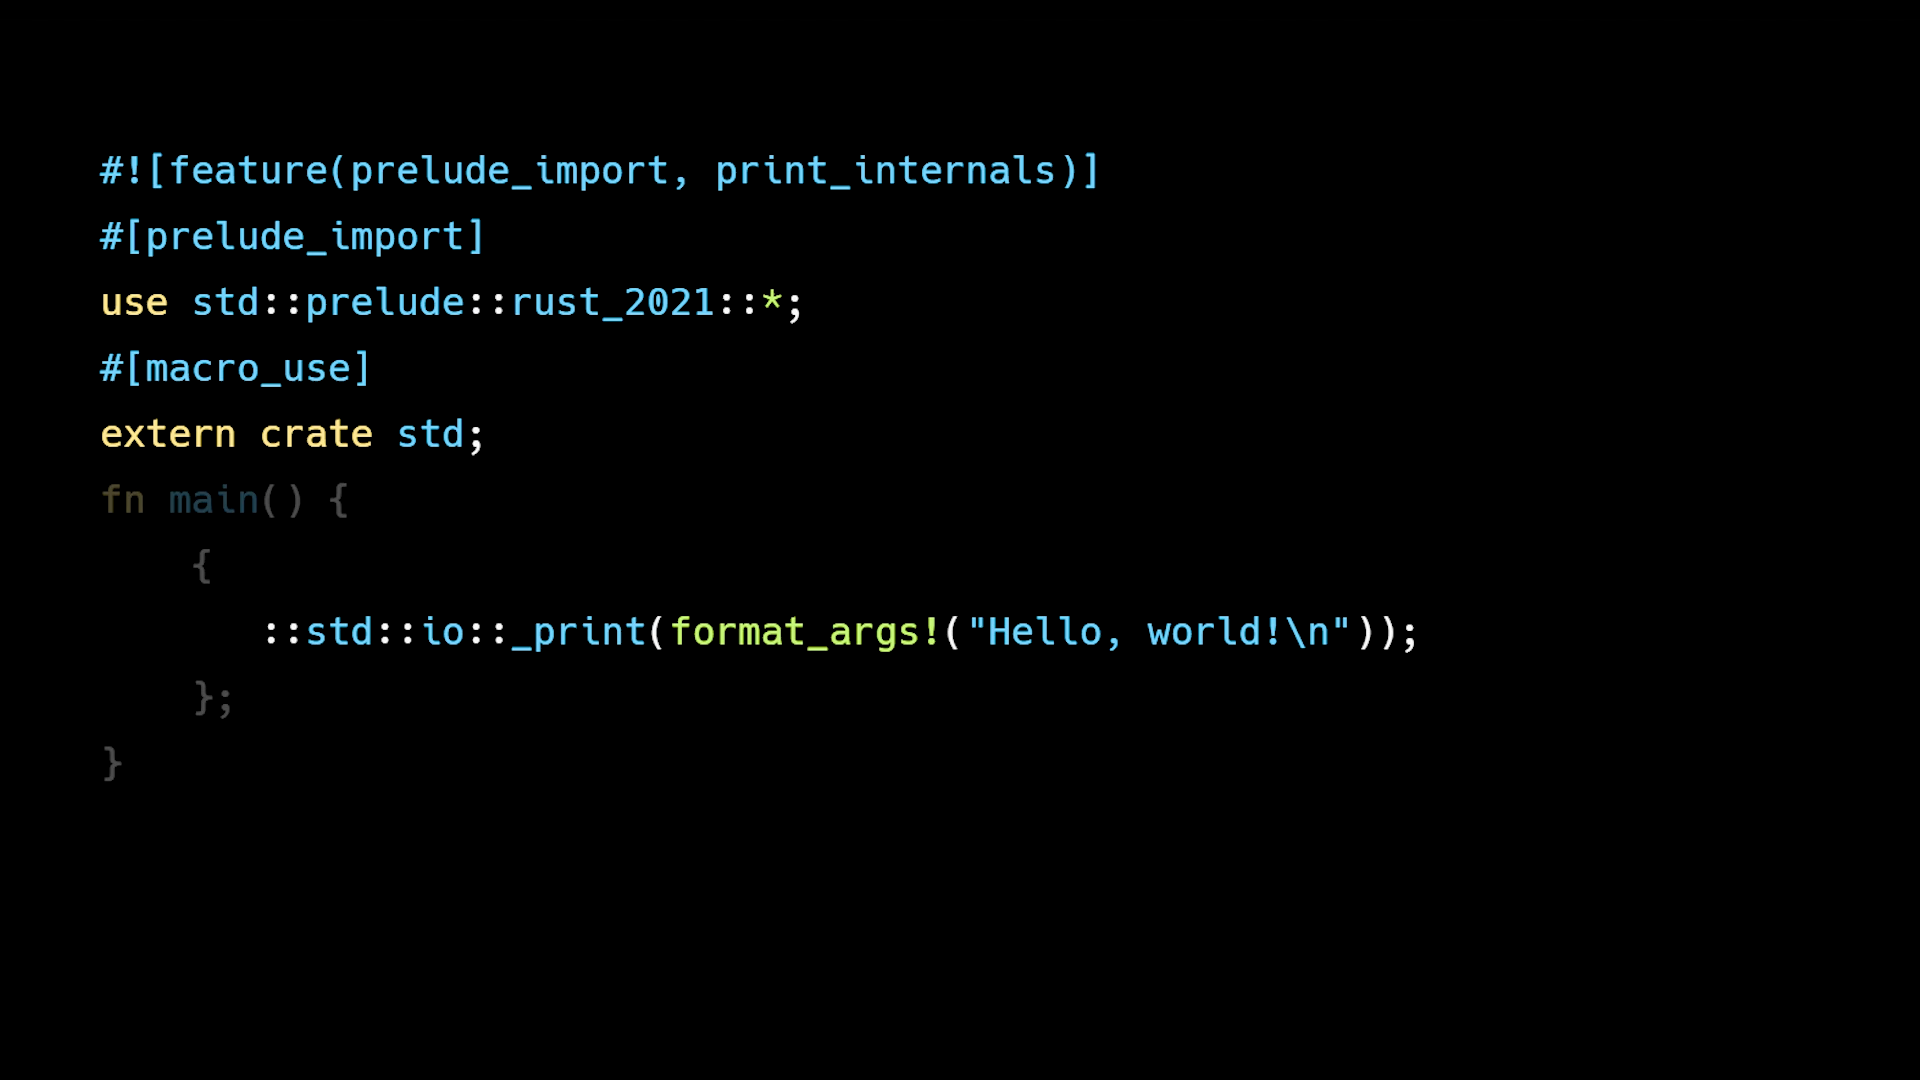 #![feature(prelude_import, print_internals)]
#[prelude_import]
use std::prelude::rust_2021::*;
#[macro_use]
extern crate std;
fn main() {
    {
       ::std::io::_print(format_args!("Hello, world!\n"));
    };
}